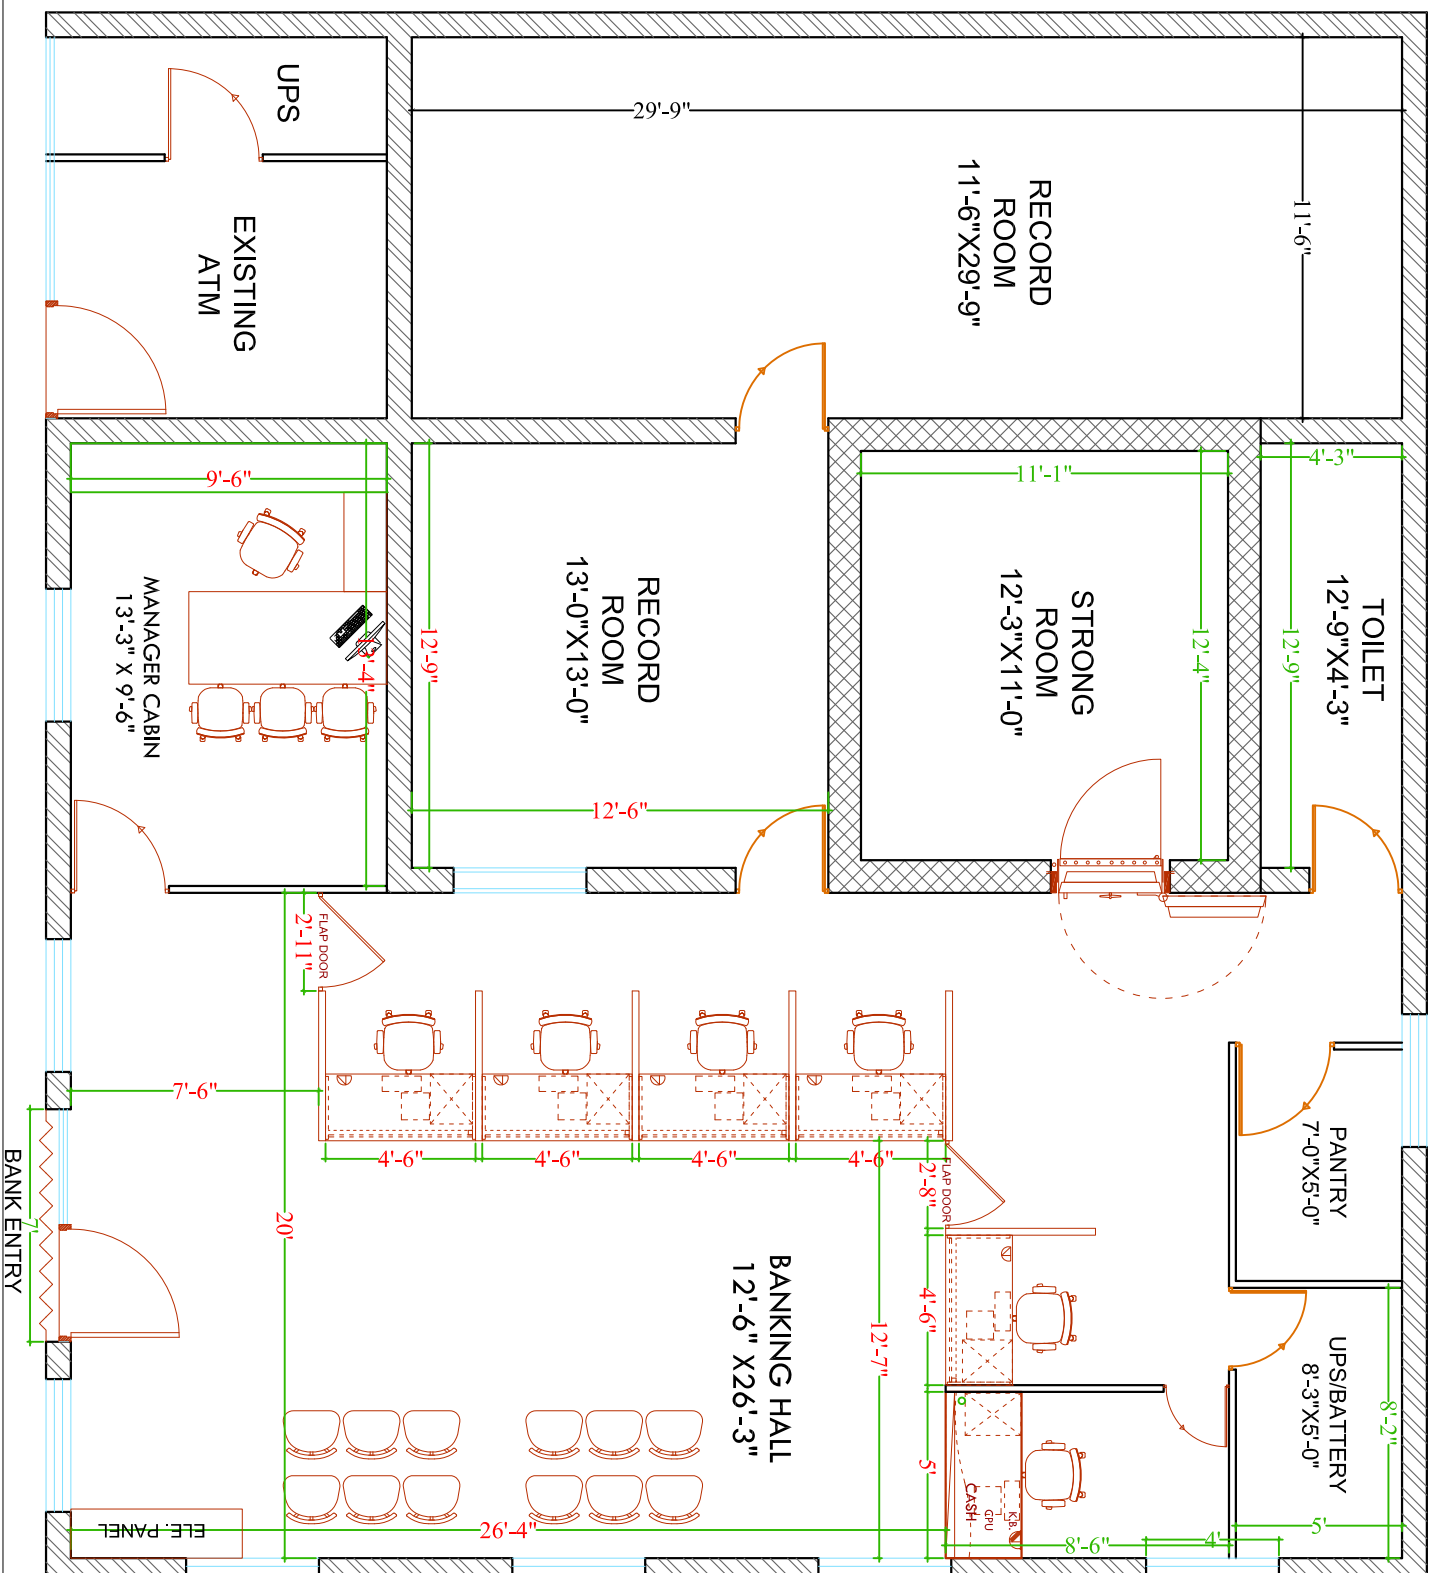 UPS
EXISTING
ATM
29'-9"
RECORD
ROOM
11'-6"X29'-9"
11'-6"
9'-6"
MANAGER CABIN
13'-3" X 9'-6"
12'-9"
RECORD
ROOM
13'-0"X13'-0"
12'-6"
11'-1"
STRONG
ROOM
12'-3"X11'-0"
12'-4"
4'-3"
TOILET
12'-9"X4'-3"
12'-9"
FLAP DOOR
2'-11"
7'-6"
4'-6"
4'-6"
4'-6"
4'-6"
FLAP DOOR
2'-8"
PANTRY
7'-0"X5'-0"
BANK ENTRY
7'
20'
BANKING HALL
12'-6" X26'-3"
12'-7"
4'-6"
5'
UPS/BATTERY
8'-3"X5'-0"
8'-2"
CASH
CPU
K.B.
ELE. PANEL
26'-4"
8'-6"
4'
5'